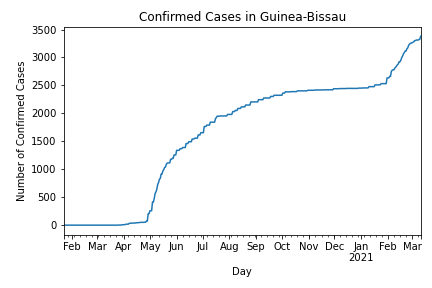 Confirmed Cases in Guinea-Bissau
Number of Confirmed Cases
3500
3000
2500
2000
1500
1000
500
0
Feb Mar Apr May Jun Jul Aug Sep Oct Nov Dec Jan Feb Mar
2021
Day